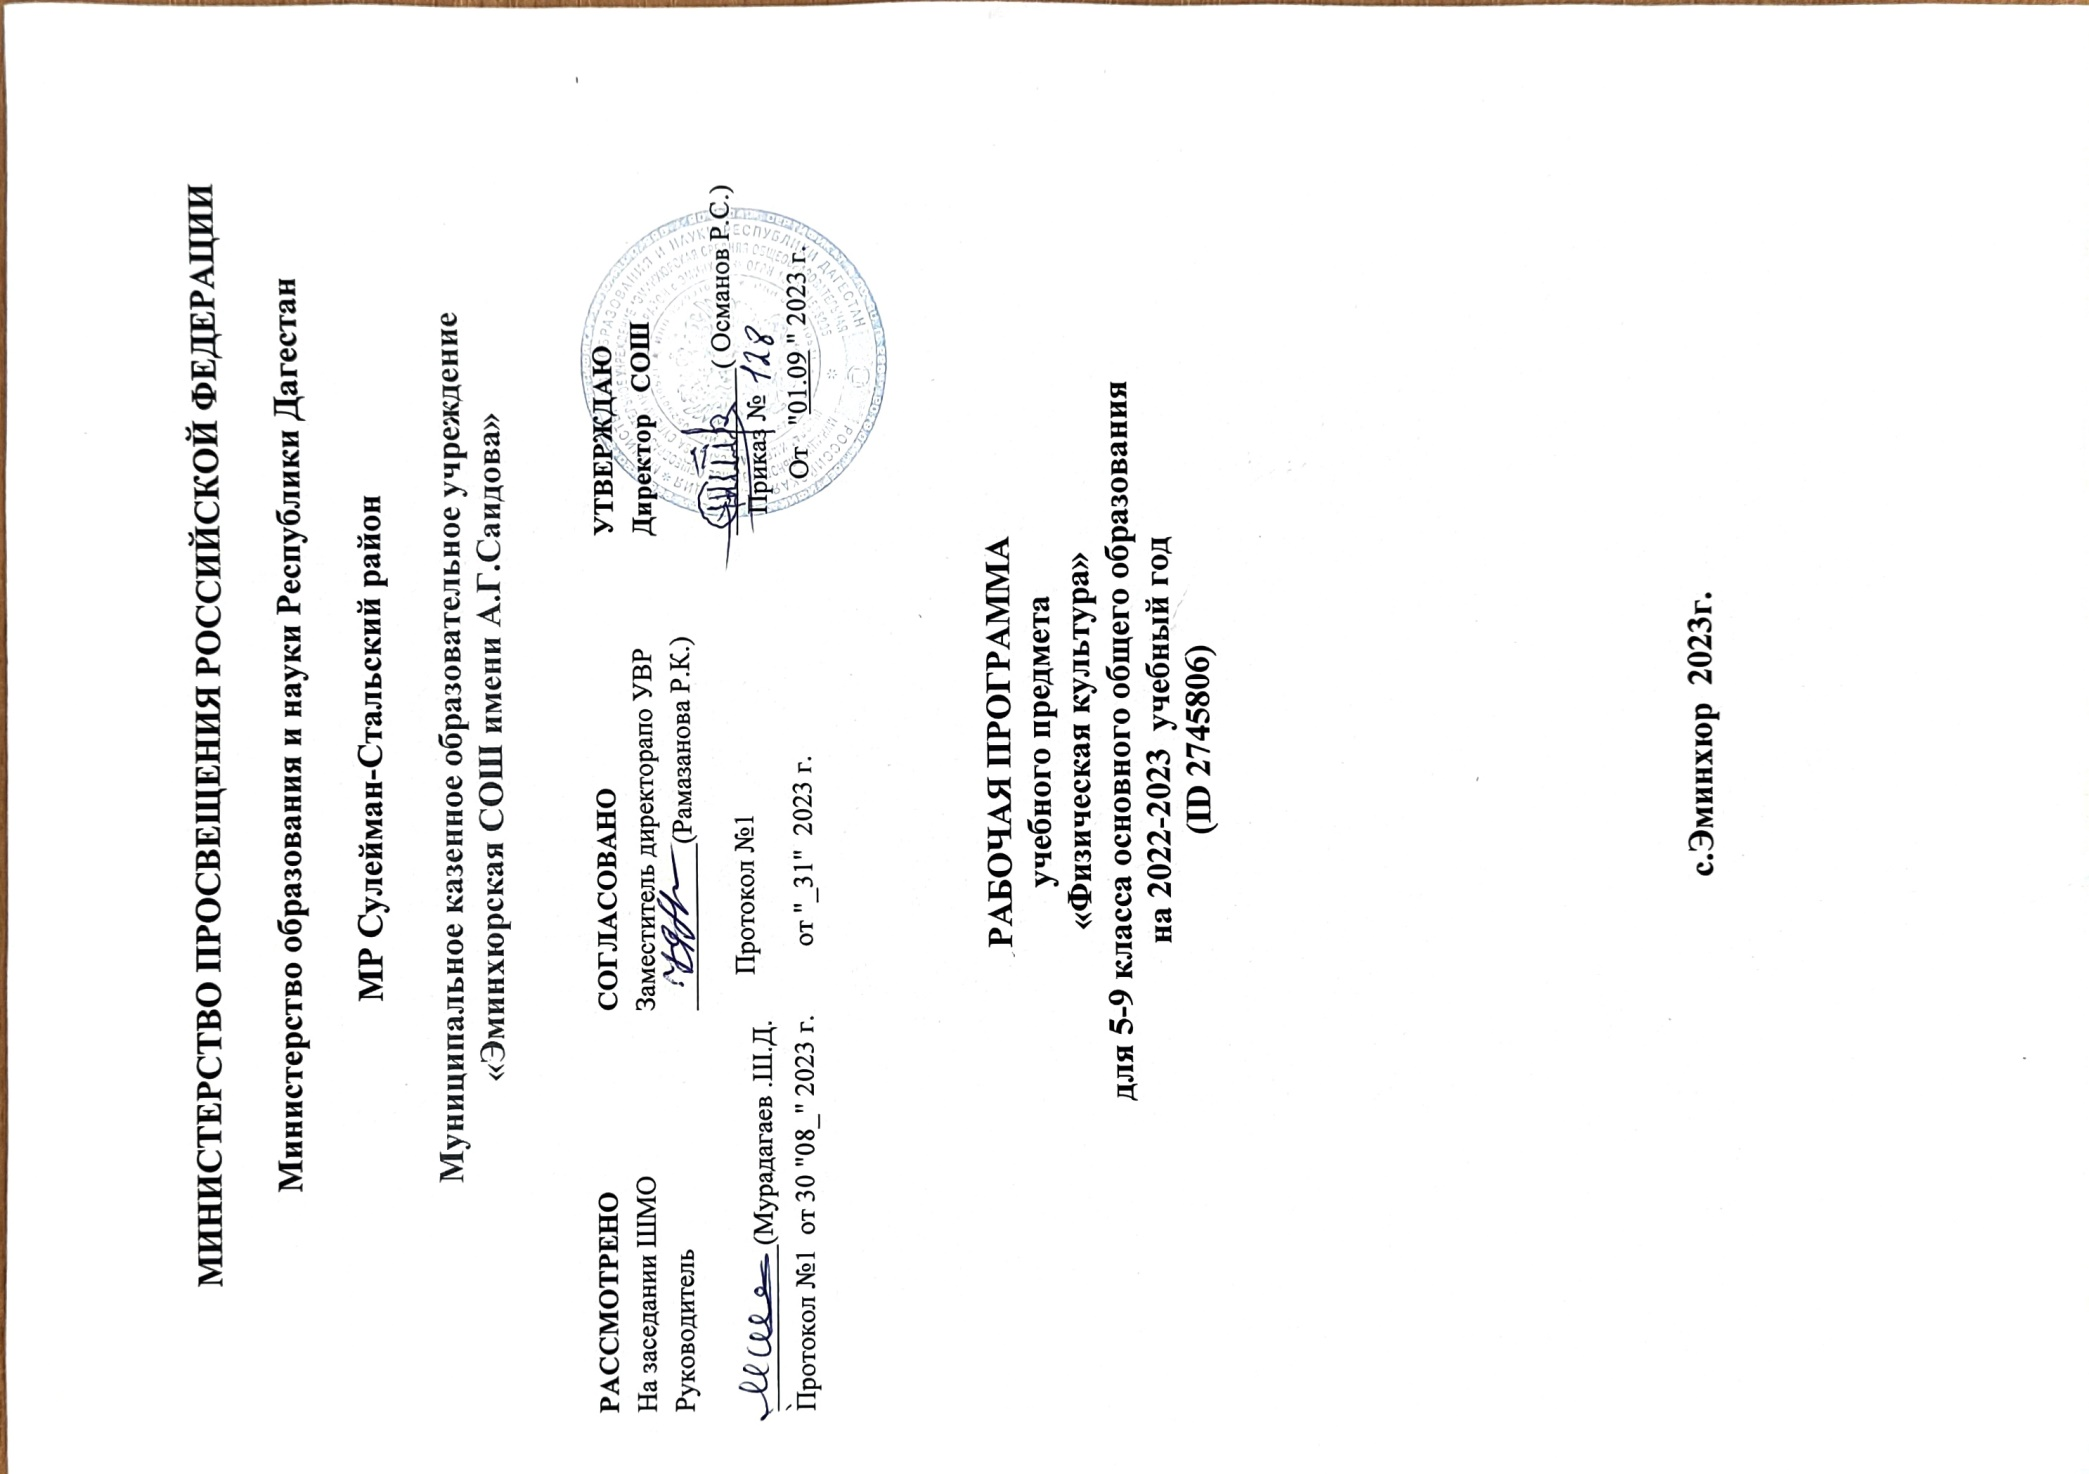 МИНИСТЕРСТВО ПРОСВЕЩЕНИЯ РОССИЙСКОЙ ФЕДЕРАЦИИ
Министерство образования и науки Республики Дагестан
МР Сулейман-Стальский район
Муниципальное казенное образовательное учреждение
«Эминхюрская СОШ имени А.Г.Саидова»
РАССМОТРЕНО
На заседании ШМО
Руководитель
(Мурадагаев .Ш.Д.
Протокол №1 от 30 "08_" 2023 г.
СОГЛАСОВАНО
Заместитель директорапо УВР
(Рамазанова Р.К.)
Протокол №1
от "_31" 2023 г.
УТВЕРЖДАЮ
Директор СОШ
( Османов Р.С.)
Приказ № 128
От "01.09 " 2023 г.
РАБОЧАЯ ПРОГРАММА
учебного предмета
«Физическая культура»
для 5-9 класса основного общего образования
на 2022-2023 учебный год
(ID 2745806)
с.Эминхюр 2023г.